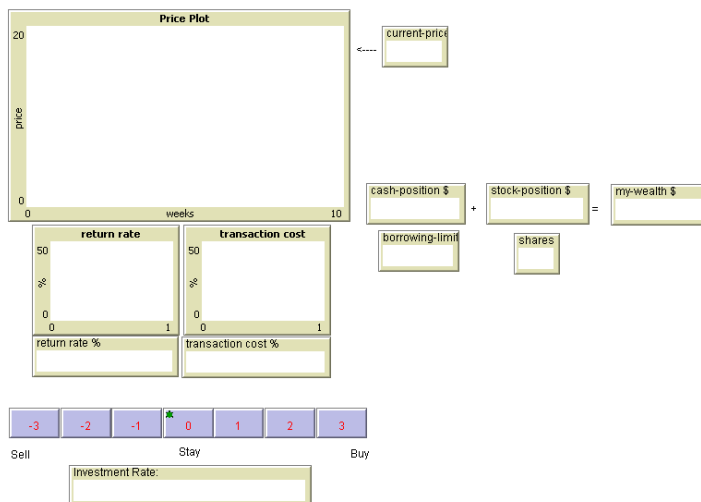 Price Plot
20
price
0
0
weeks
10
<----
current-price
cash-position $
+
stock-position $
=
my-wealth $
borrowing-limit
shares
return rate
50
%
0
0
1
transaction cost
50
%
0
0
1
return rate %
transaction cost %
-3
-2
-1
*
0
1
2
3
Sell
Stay
Buy
Investment Rate: